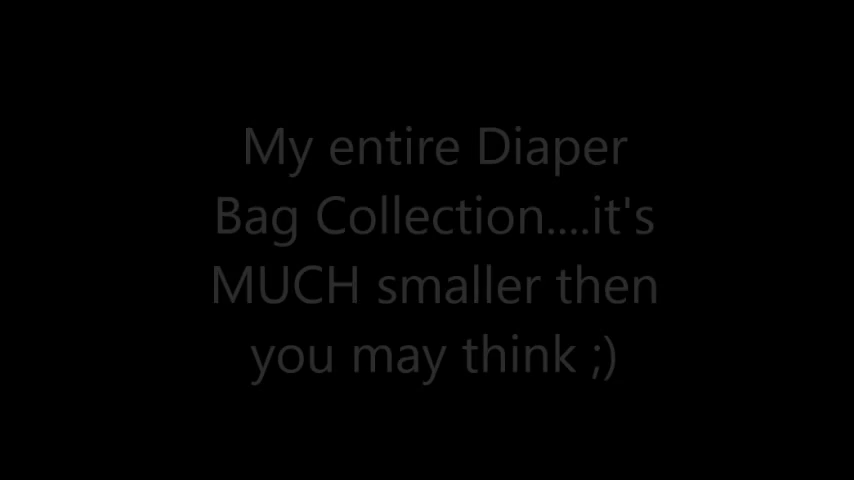 My entire Diaper
Bag Collection....it's
MUCH smaller then
you may think ;)